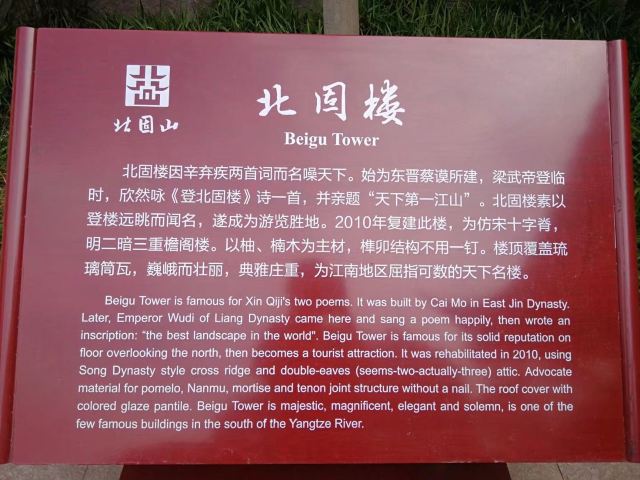 北固山
北固楼
Beigu Tower
北固楼因辛弃疾两首词而名噪天下。始为东晋蔡谟所建，梁武帝登临
时，欣然咏《登北固楼》诗一首，并亲题“天下第一江山”。北固楼素以
登楼远眺而闻名，遂成为游览胜地。2010年复建此楼，为仿宋十字脊，
明二暗三重檐阁楼。以柚、楠木为主材，榫卯结构不用一钉。楼顶覆盖琉
璃筒瓦，巍峨而壮丽，典雅庄重，为江南地区屈指可数的天下名楼。
Beigu Tower is famous for Xin Qiji's two poems. It was built by Cai Mo in East Jin Dynasty.
Later, Emperor Wudi of Liang Dynasty came here and sang a poem happily, then wrote an
inscription: “the best landscape in the world". Beigu Tower is famous for its solid reputation on
floor overlooking the north, then becomes a tourist attraction. It was rehabilitated in 2010, using
Song Dynasty style cross ridge and double-eaves (seems-two-actually-three) attic. Advocate
material for pomelo, Nanmu, mortise and tenon joint structure without a nail. The roof cover with
colored glaze pantile. Beigu Tower is majestic, magnificent, elegant and solemn, is one of the
few famous buildings in the south of the Yangtze River.